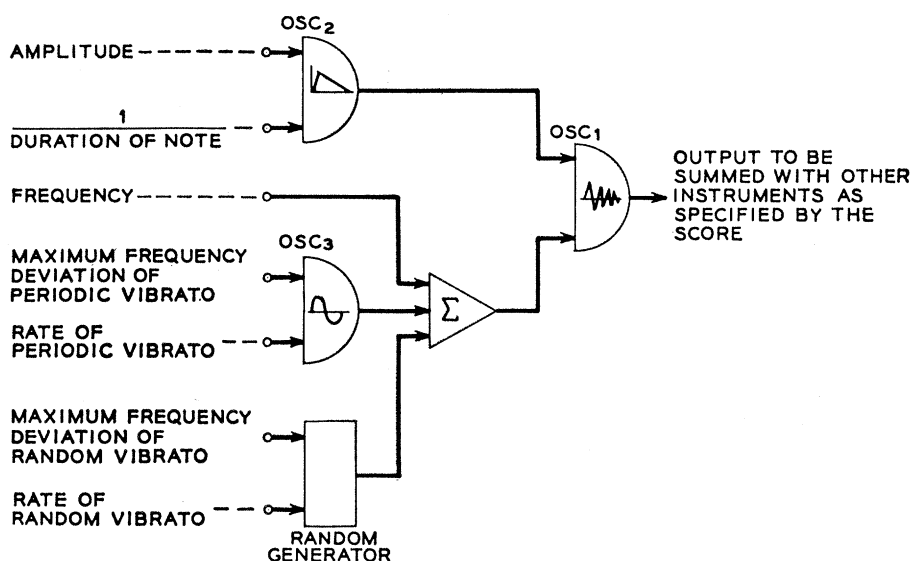 OSC2
AMPLITUDE
1
DURATION OF NOTE
OSC1
OUTPUT TO BE
SUMMED WITH OTHER
INSTRUMENTS AS
SPECIFIED BY THE
SCORE
FREQUENCY
OSC3
MAXIMUM FREQUENCY
DEVIATION OF
PERIODIC VIBRATO
Σ
RATE OF
PERIODIC VIBRATO
MAXIMUM FREQUENCY
DEVIATION OF
RANDOM VIBRATO
RATE OF
RANDOM VIBRATO
RANDOM
GENERATOR